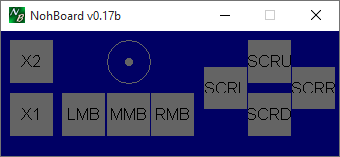 NohBoard v0.17b
X2
SCRU
SCRL
SCRR
X1
LMB
MMB
RMB
SCRD